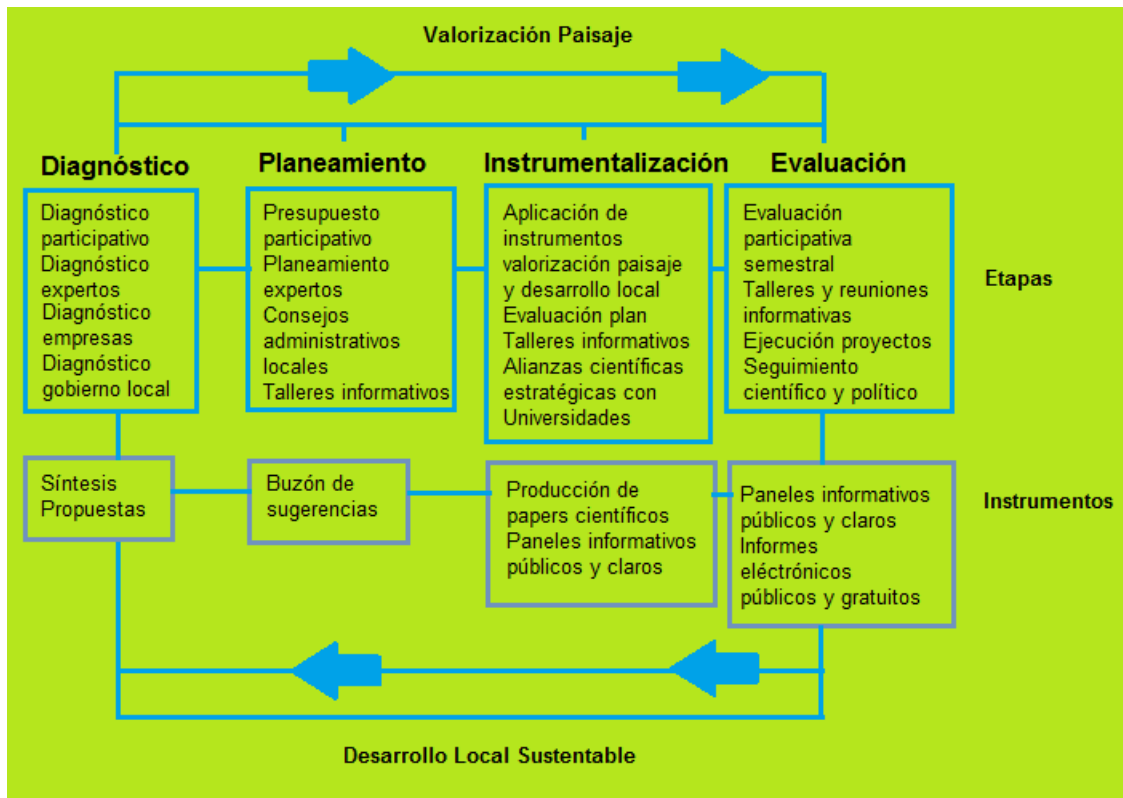 Valorización Paisaje
Diagnóstico
Planeamiento
Instrumentalización
Evaluación
Diagnóstico
participativo
Diagnóstico
expertos
Diagnóstico
empresas
Diagnóstico
gobierno local
Presupuesto
participativo
Planeamiento
expertos
Consejos
administrativos
locales
Talleres informativos
Aplicación de
instrumentos
valorización paisaje
y desarrollo local
Evaluación plan
Talleres informativos
Alianzas científicas
estratégicas con
Universidades
Evaluación
participativa
semestral
Talleres y reuniones
informativas
Ejecución proyectos
Seguimiento
científico y político
Etapas
Síntesis
Propuestas
Buzón de
sugerencias
Producción de
papers científicos
Paneles informativos
públicos y claros
Paneles informativos
públicos y claros
Informes
eléctrónicos
públicos y gratuitos
Instrumentos
Desarrollo Local Sustentable